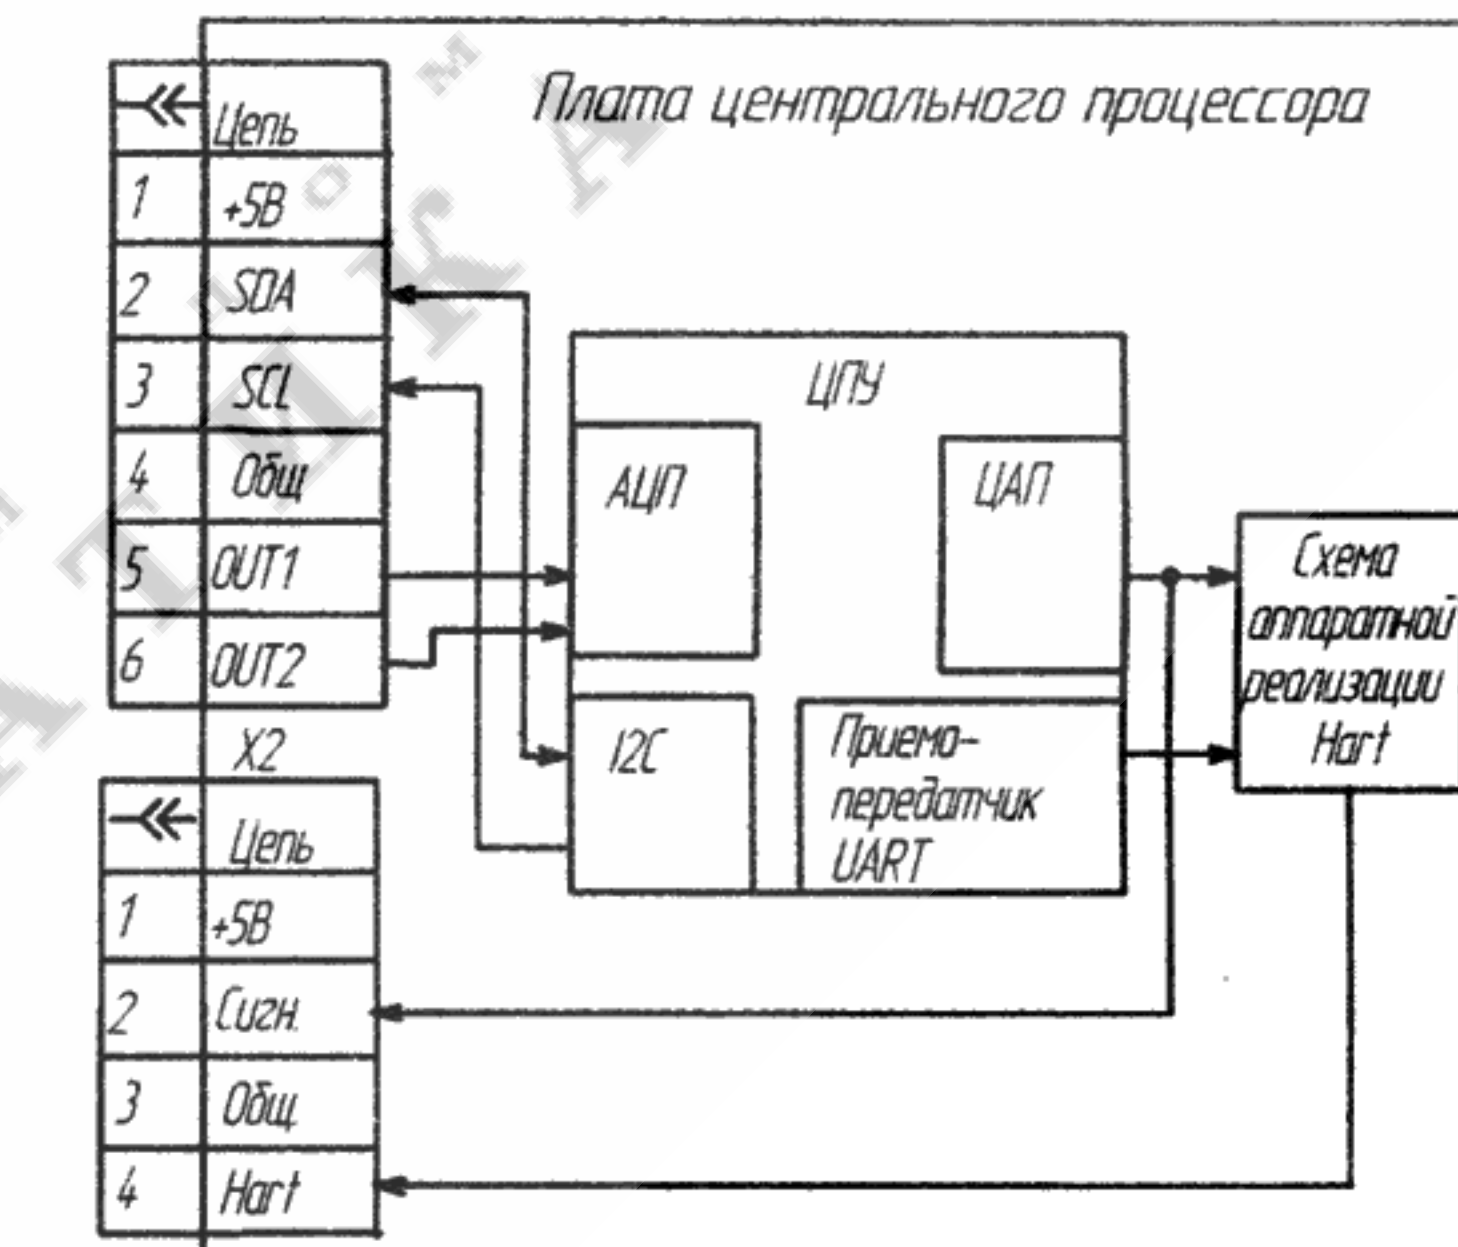 Плата центрального процессора
Цепь
1 +5В
2 SDA
3 SCL
4 Общ
5 OUT1
6 OUT2
X2
Цепь
1 +5В
2 Сигн.
3 Общ.
4 Hart
ЦПУ
АЦП
ЦАП
I2C
Приемо-
передатчик
UART
Схема
аппаратной
реализации
Hart